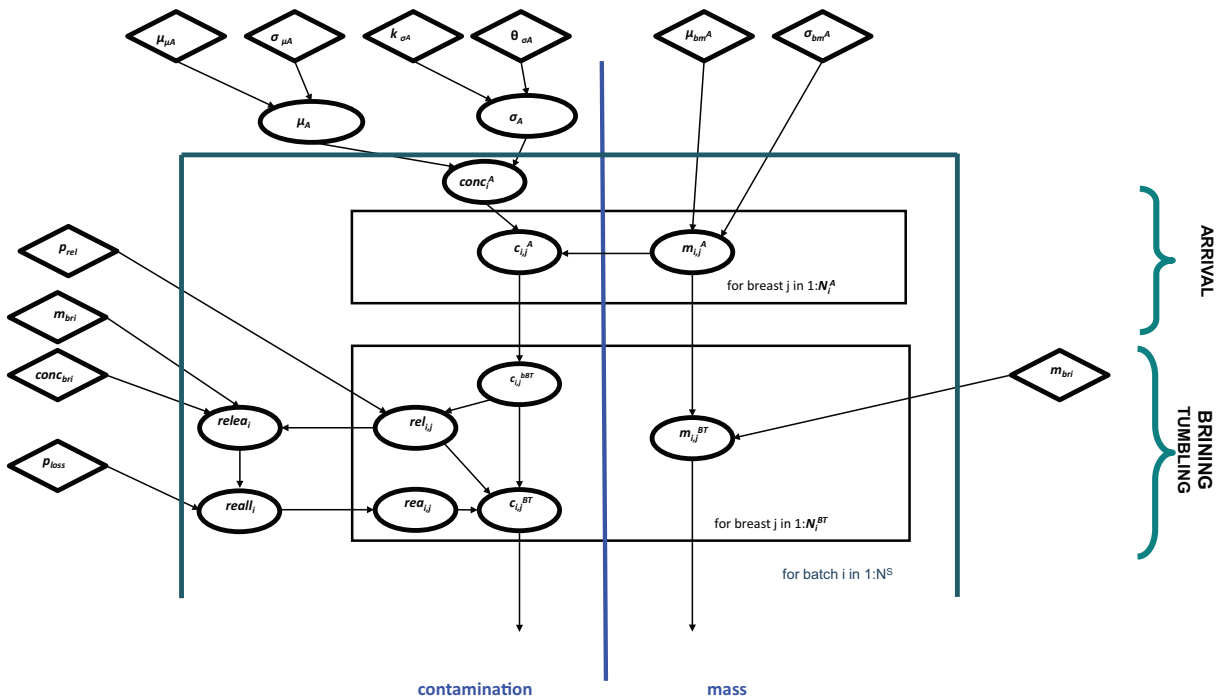 μμA
σ μA
k σA
θ σA
μbmA
σbmA
μA
σA
conciA
ci,jA
mi,jA
for breast j in 1:NiA
ARRIVAL
prel
mbri
concbri
ploss
releai
realli
ci,jbBT
reli,j
reai,j
ci,jBT
mi,jBT
mbri
for breast j in 1:NiBT
BRINING
TUMBLING
for batch i in 1:NS
contamination
mass